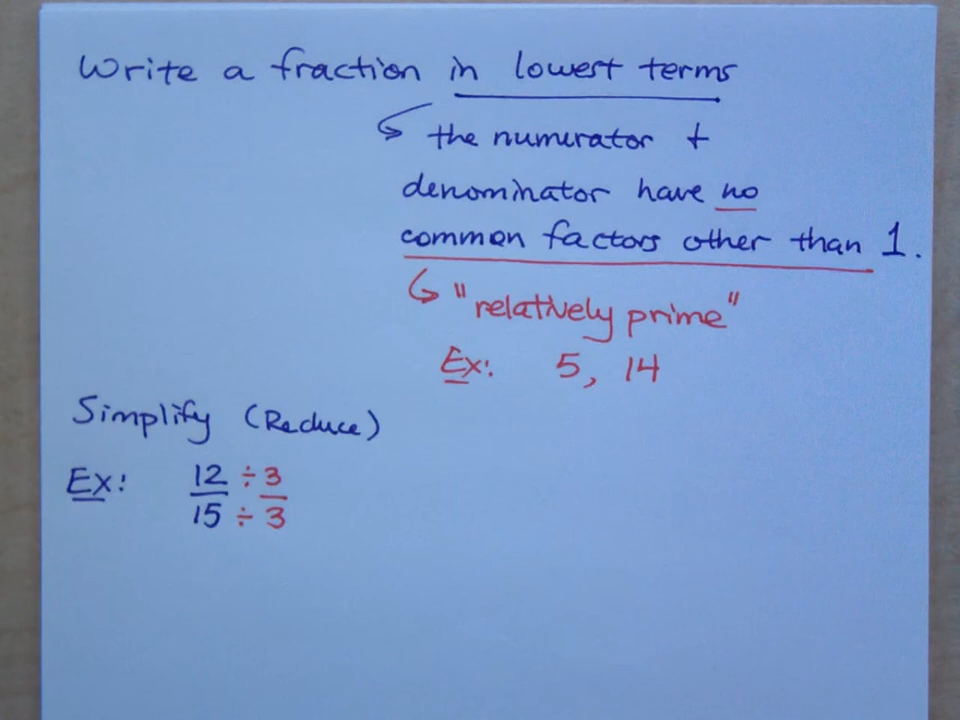 Write a fraction in lowest terms
the numerator +
denominator have no
common factors other than 1.
"relatively prime"
Ex: 5, 14
Simplify (Reduce)
Ex: 12 ÷ 3
15 ÷ 3